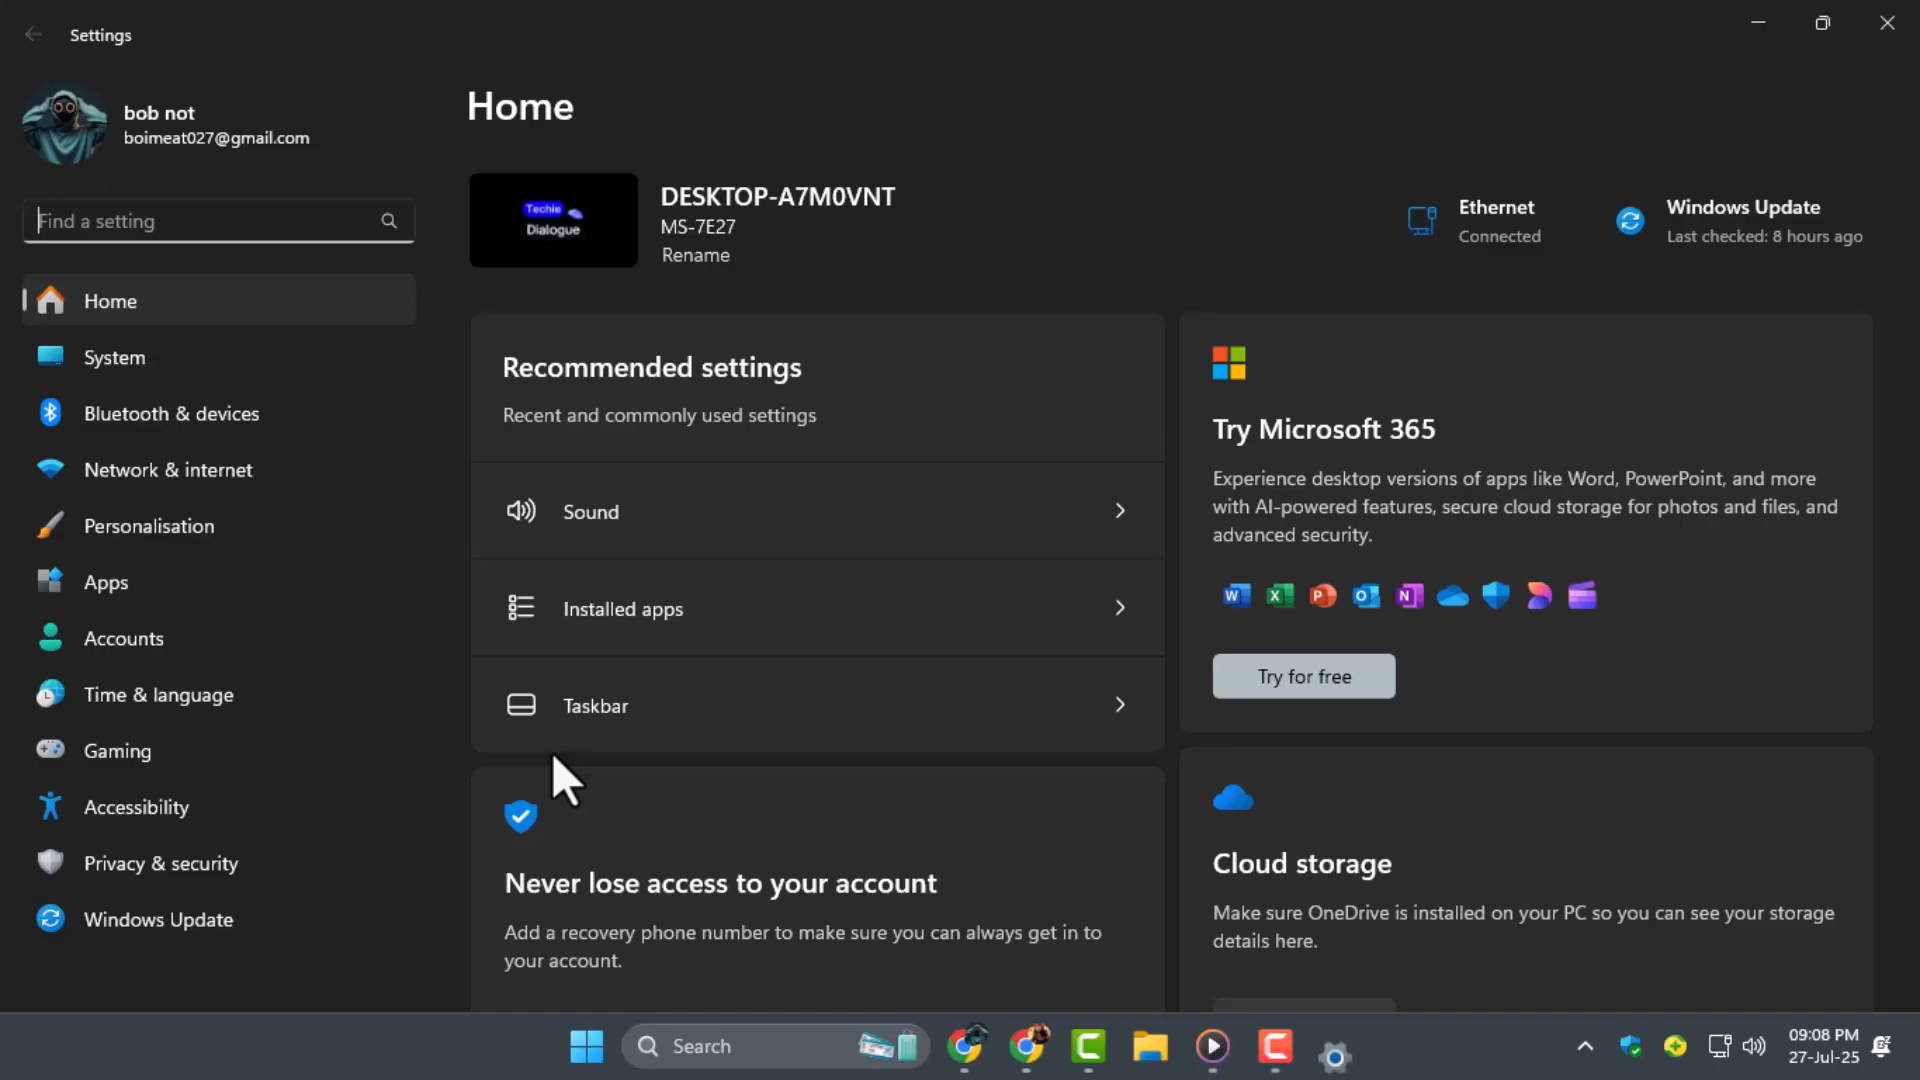 Settings
bob not
boimeat027@gmail.com
Find a setting
Home
System
Bluetooth & devices
Network & internet
Personalisation
Apps
Accounts
Time & language
Gaming
Accessibility
Privacy & security
Windows Update
Home
Techie
Dialogue
DESKTOP-A7M0VNT
MS-7E27
Rename
Ethernet
Connected
Windows Update
Last checked: 8 hours ago
Recommended settings
Recent and commonly used settings
Sound
Installed apps
Taskbar
Never lose access to your account
Add a recovery phone number to make sure you can always get in to
your account.
Try Microsoft 365
Experience desktop versions of apps like Word, PowerPoint, and more
with AI-powered features, secure cloud storage for photos and files, and
advanced security.
Try for free
Cloud storage
Make sure OneDrive is installed on your PC so you can see your storage
details here.
Search
09:08 PM
27-Jul-25